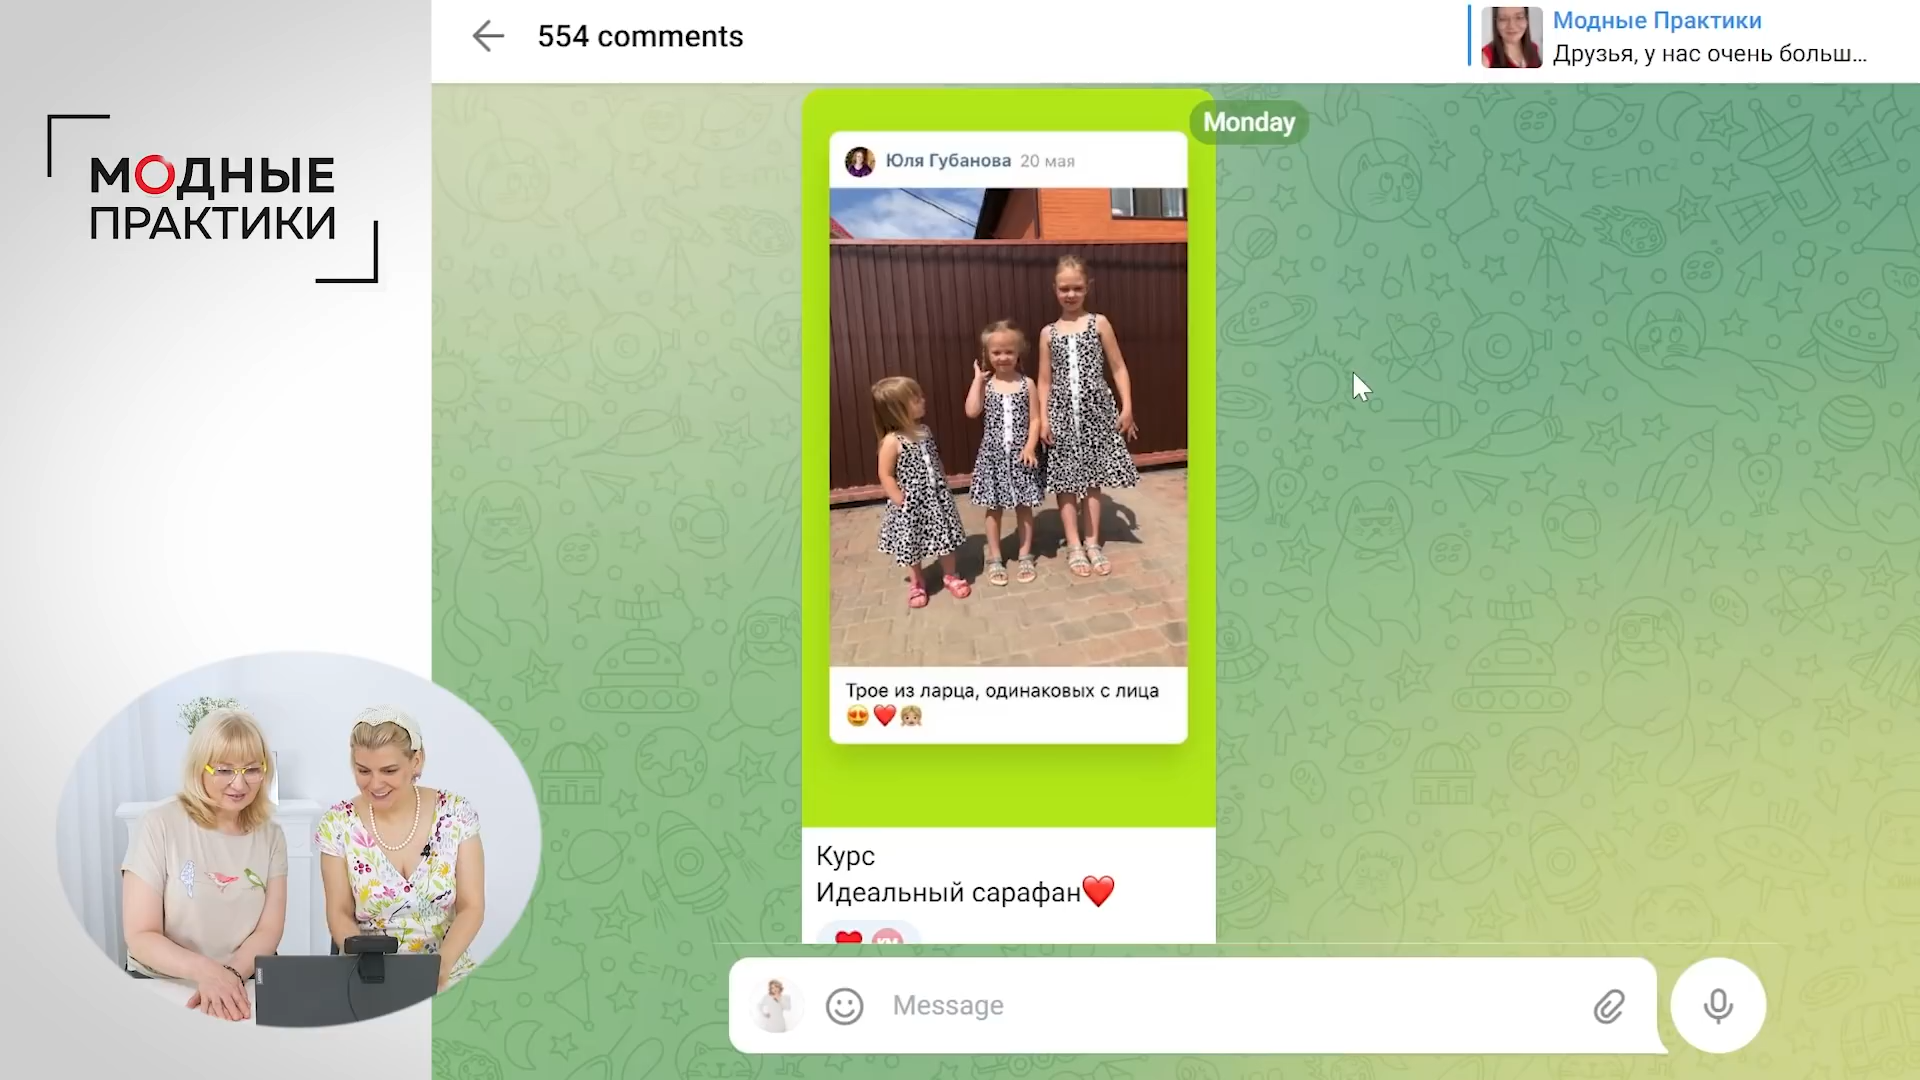 554 comments
Модные Практики
Друзья, у нас очень больш...
МОДНЫЕ
ПРАКТИКИ
Monday
Юля Губанова 20 мая
Трое из ларца, одинаковых с лица
😍❤️👧🏼
Курс
Идеальный сарафан❤️
Message